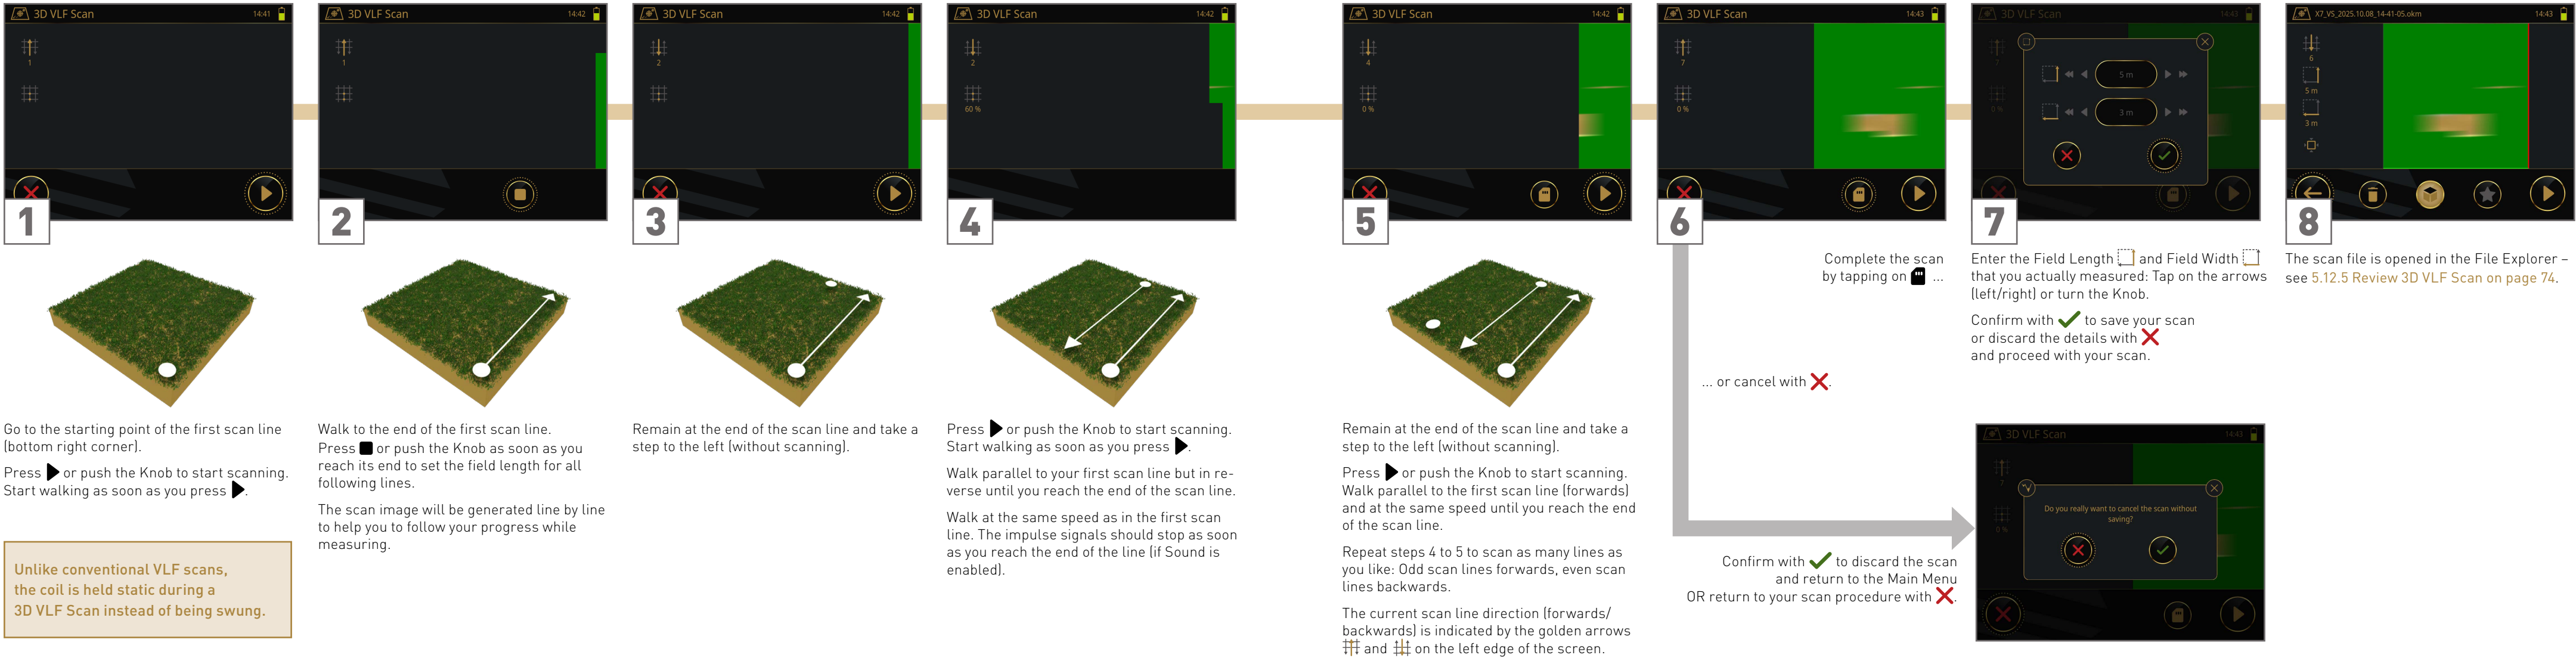 3D VLF Scan 14:41
1
1
Go to the starting point of the first scan line
(bottom right corner).
Press or push the Knob to start scanning.
Start walking as soon as you press .
Unlike conventional VLF scans,
the coil is held static during a
3D VLF Scan instead of being swung.
3D VLF Scan 14:42
1
2
Walk to the end of the first scan line.
Press or push the Knob as soon as you
reach its end to set the field length for all
following lines.
The scan image will be generated line by line
to help you to follow your progress while
measuring.
3D VLF Scan 14:42
2
3
Remain at the end of the scan line and take a
step to the left (without scanning).
3D VLF Scan 14:42
2
60 %
4
Press or push the Knob to start scanning.
Start walking as soon as you press .
Walk parallel to your first scan line but in re-
verse until you reach the end of the scan line.
Walk at the same speed as in the first scan
line. The impulse signals should stop as soon
as you reach the end of the line (if Sound is
enabled).
3D VLF Scan 14:42
4
0 %
5
Remain at the end of the scan line and take a
step to the left (without scanning).
Press or push the Knob to start scanning.
Walk parallel to the first scan line (forwards)
and at the same speed until you reach the end
of the scan line.
Repeat steps 4 to 5 to scan as many lines as
you like: Odd scan lines forwards, even scan
lines backwards.
The current scan line direction (forwards/
backwards) is indicated by the golden arrows
and on the left edge of the screen.
3D VLF Scan 14:43
7
0 %
6
Complete the scan
by tapping on ...
... or cancel with .
Confirm with to discard the scan
and return to the Main Menu
OR return to your scan procedure with .
3D VLF Scan 14:43
7
0 %
5 m
3 m
7
Enter the Field Length and Field Width
that you actually measured: Tap on the arrows
(left/right) or turn the Knob.
Confirm with to save your scan
or discard the details with
and proceed with your scan.
3D VLF Scan 14:43
7
0 %
Do you really want to cancel the scan without
saving?
X7_VS_2025.10.08_14-41-05.okm 14:43
6
5 m
3 m
8
The scan file is opened in the File Explorer –
see 5.12.5 Review 3D VLF Scan on page 74.